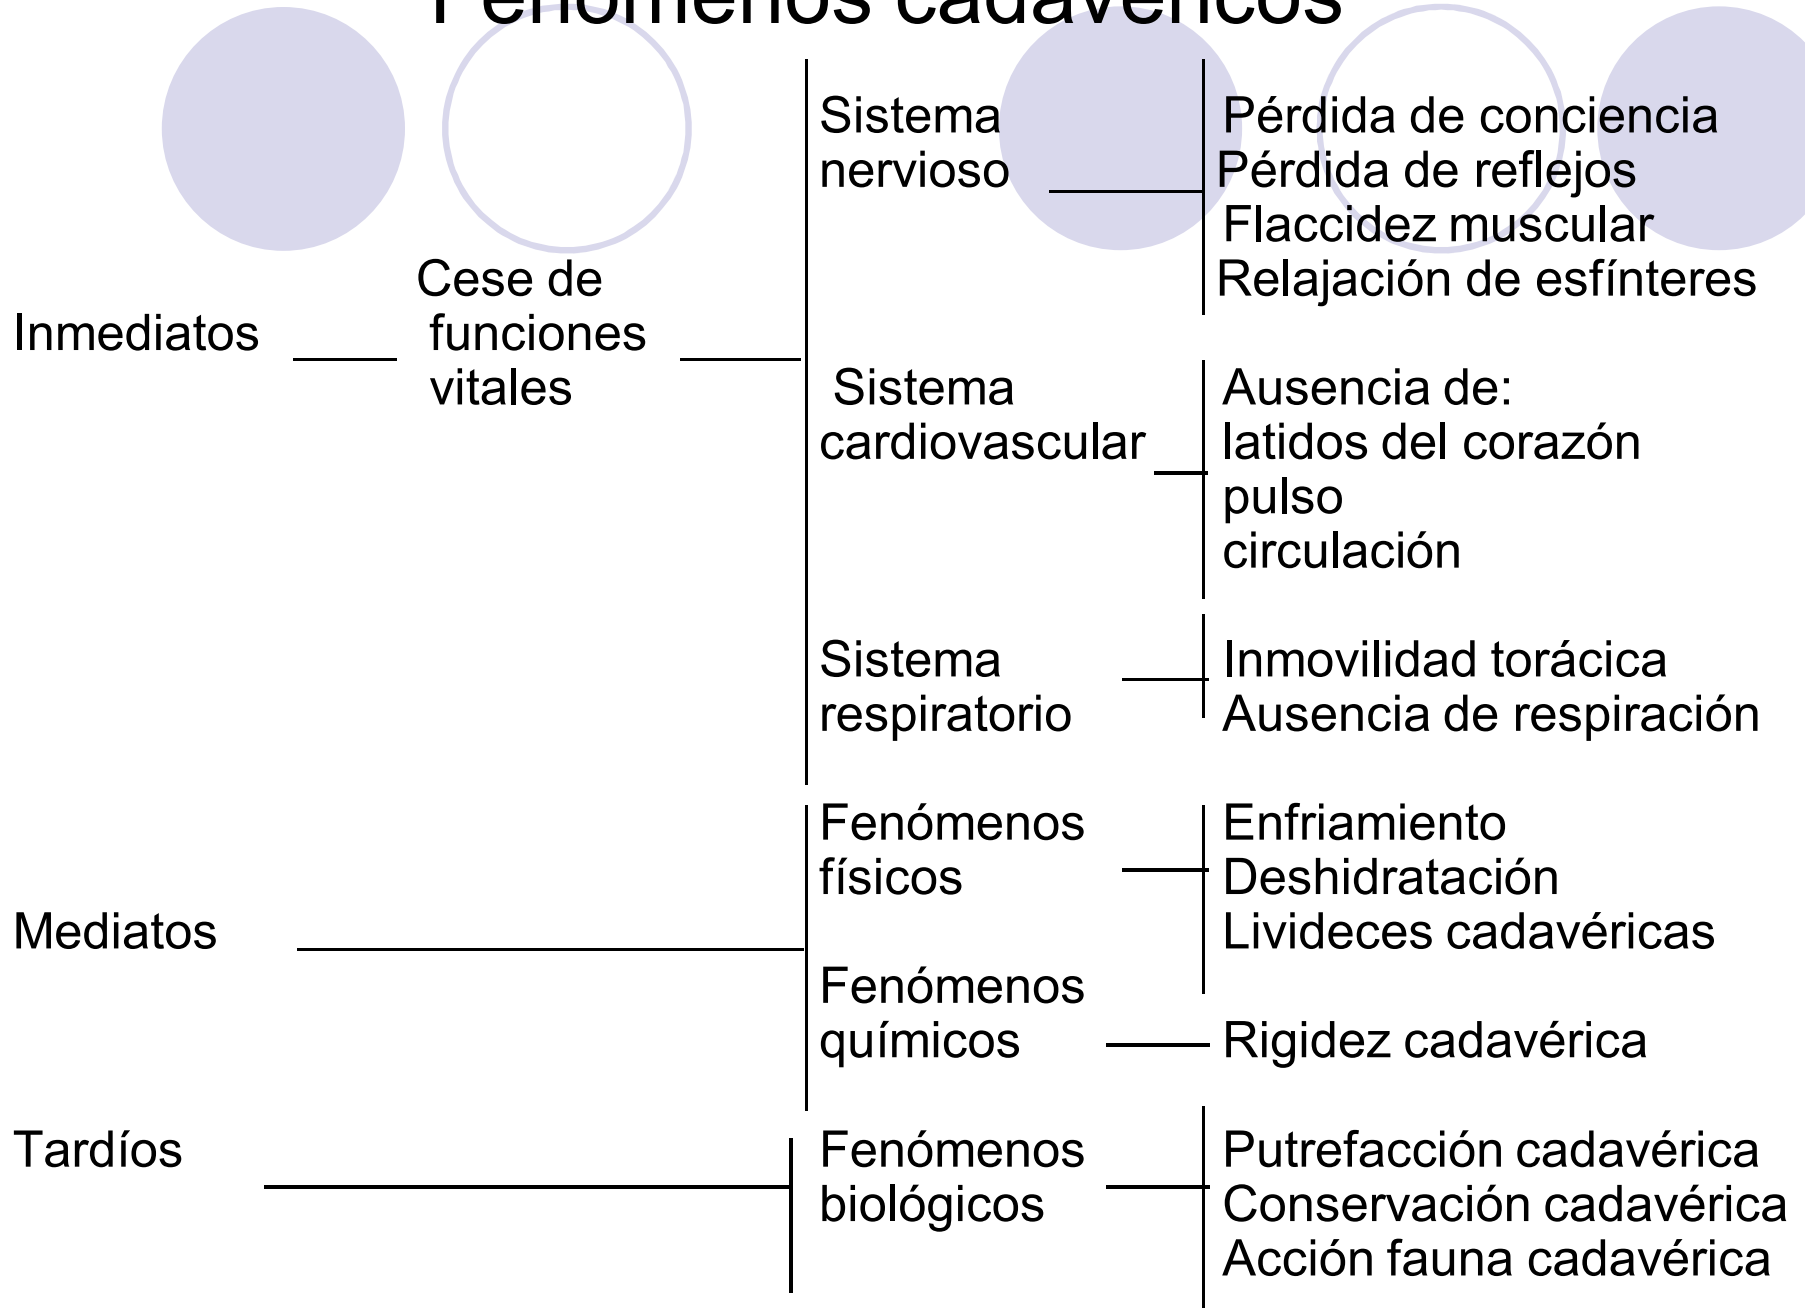 Fenómenos cadavéricos
Sistema
nervioso
Pérdida de conciencia
Pérdida de reflejos
Flaccidez muscular
Relajación de esfínteres
Inmediatos
Cese de
funciones
vitales
Sistema
cardiovascular
Ausencia de:
latidos del corazón
pulso
circulación
Sistema
respiratorio
Inmovilidad torácica
Ausencia de respiración
Mediatos
Fenómenos
físicos
Enfriamiento
Deshidratación
Livideces cadavéricas
Fenómenos
químicos
Rigidez cadavérica
Tardíos
Fenómenos
biológicos
Putrefacción cadavérica
Conservación cadavérica
Acción fauna cadavérica